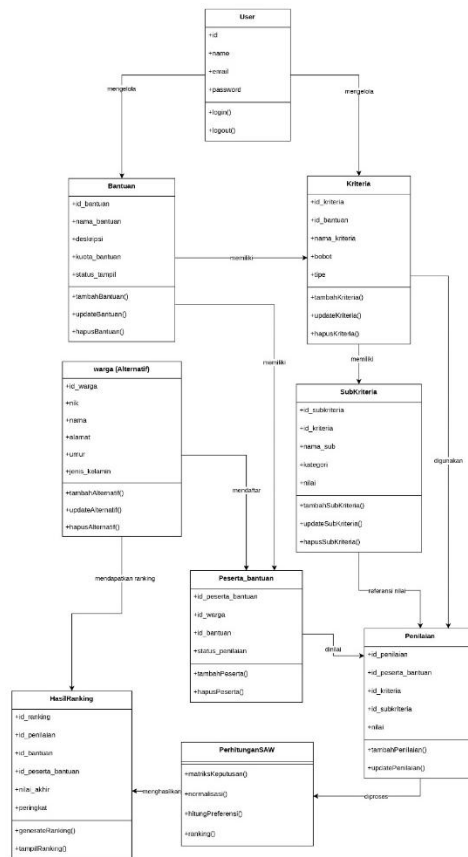 User
+id
+name
+email
+password
+login()
+logout()
mengelola
mengelola
Bantuan
+id_bantuan
+nama_bantuan
+deskripsi
+kuota_bantuan
+status_tampil
+tambahBantuan()
+updateBantuan()
+hapusBantuan()
Kriteria
+id_kriteria
+id_bantuan
+nama_kriteria
+bobot
+tipe
+tambahKriteria()
+updateKriteria()
+hapusKriteria()
memiliki
memiliki
memiliki
digunakan
warga (Alternatif)
+id_warga
+nik
+nama
+alamat
+umur
+jenis_kelamin
+tambahAlternatif()
+updateAlternatif()
+hapusAlternatif()
SubKriteria
+id_subkriteria
+id_kriteria
+nama_sub
+kategori
+nilai
+tambahSubKriteria()
+updateSubKriteria()
+hapusSubKriteria()
mendaftar
mendapatkan ranking
referensi nilai
Peserta_bantuan
+id_peserta_bantuan
+id_warga
+id_bantuan
+status_penilaian
+tambahPeserta()
+hapusPeserta()
dinilai
Penilaian
+id_penilaian
+id_peserta_bantuan
+id_kriteria
+id_subkriteria
+nilai
+tambahPenilaian()
+updatePenilaian()
HasilRanking
+id_ranking
+id_penilaian
+id_bantuan
+id_peserta_bantuan
+nilai_akhir
+peringkat
+generateRanking()
+tampilRanking()
PerhitunganSAW
+matriksKeputusan()
+normalisasi()
+hitungPreferensi()
+ranking()
menghasilkan
diproses